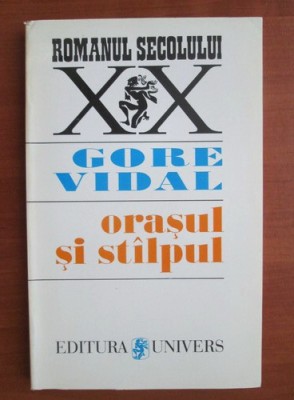 ROMANUL SECOLULUI
XX
GORE
VIDAL
orașul
și stîlpul
EDITURA UNIVERS